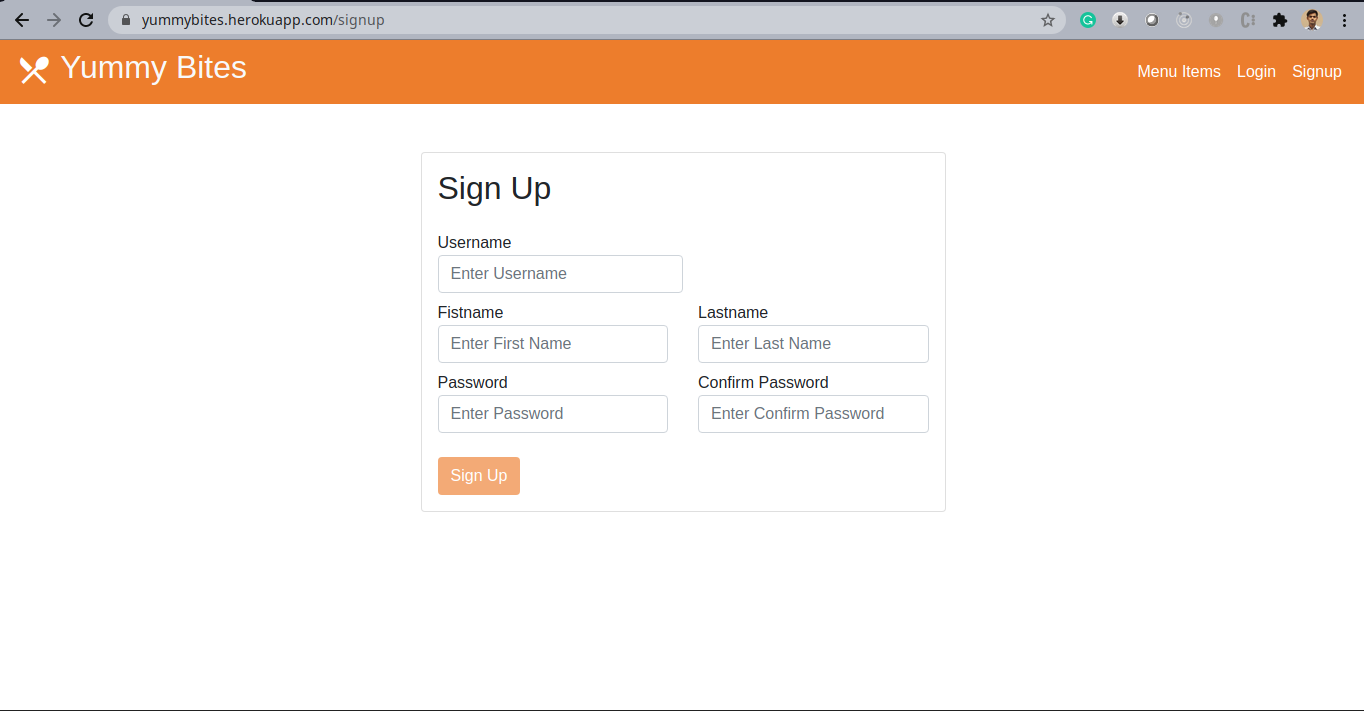 yummybites.herokuapp.com/signup
Yummy Bites
Menu Items Login Signup
Sign Up
Username
Enter Username
Fistname Lastname
Enter First Name Enter Last Name
Password Confirm Password
Enter Password Enter Confirm Password
Sign Up